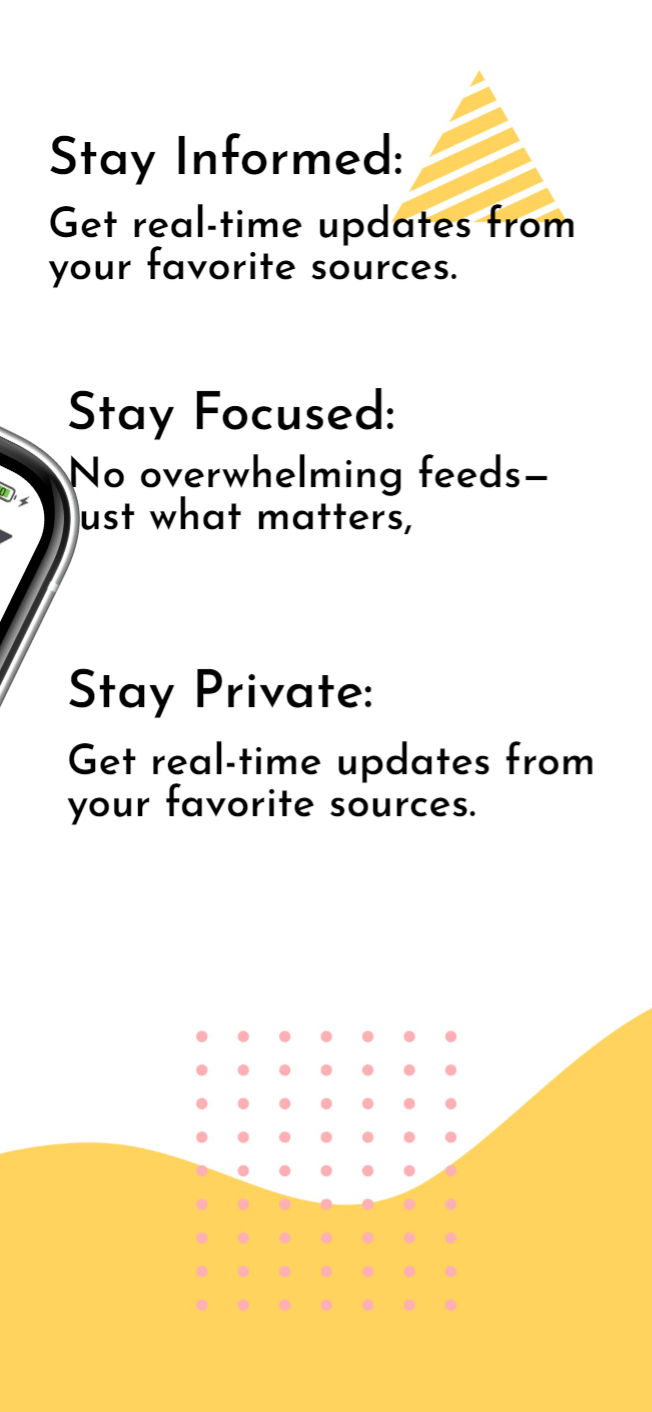 Stay Informed:
Get real-time updates from
your favorite sources.
Stay Focused:
No overwhelming feeds—
ust what matters,
Stay Private:
Get real-time updates from
your favorite sources.